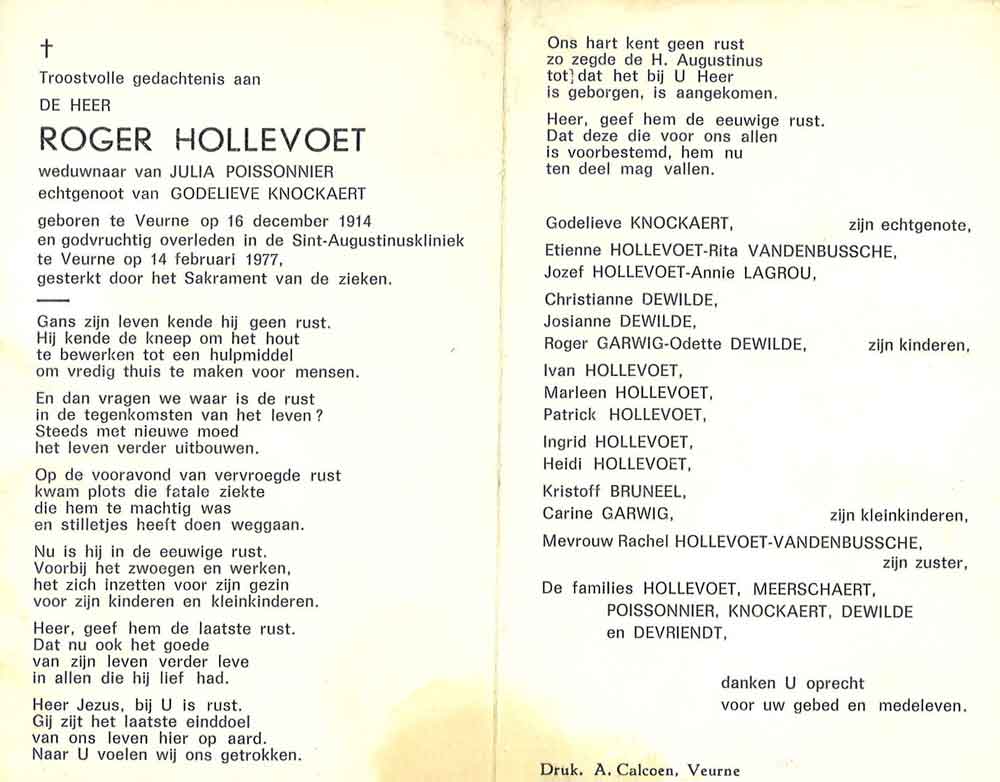 †
Troostvolle gedachtenis aan
DE HEER
ROGER HOLLEVOET
weduwnaar van JULIA POISSONNIER
echtgenoot van GODELIEVE KNOCKAERT
geboren te Veurne op 16 december 1914
en godvruchtig overleden in de Sint-Augustinuskliniek
te Veurne op 14 februari 1977,
gesterkt door het Sakrament van de zieken.
Gans zijn leven kende hij geen rust.
Hij kende de kneep om het hout
te bewerken tot een hulpmiddel
om vredig thuis te maken voor mensen.
En dan vragen we waar is de rust
in de tegenkomsten van het leven?
Steeds met nieuwe moed
het leven verder uitbouwen.
Op de vooravond van vervroegde rust
kwam plots die fatale ziekte
die hem te machtig was
en stilletjes heeft doen weggaan.
Nu is hij in de eeuwige rust.
Voorbij het zwoegen en werken,
het zich inzetten voor zijn gezin
voor zijn kinderen en kleinkinderen.
Heer, geef hem de laatste rust.
Dat nu ook het goede
van zijn leven verder leve
in allen die hij lief had.
Heer Jezus, bij U is rust.
Gij zijt het laatste einddoel
van ons leven hier op aard.
Naar U voelen wij ons getrokken.
Ons hart kent geen rust
zo zegde de H. Augustinus
tot] dat het bij U Heer
is geborgen, is aangekomen.
Heer, geef hem de eeuwige rust.
Dat deze die voor ons allen
is voorbestemd, hem nu
ten deel mag vallen.
Godelieve KNOCKAERT, zijn echtgenote,
Etienne HOLLEVOET-Rita VANDENBUSSCHE,
Jozef HOLLEVOET-Annie LAGROU,
Christianne DEWILDE,
Josianne DEWILDE,
Roger GARWIG-Odette DEWILDE, zijn kinderen,
Ivan HOLLEVOET,
Marleen HOLLEVOET,
Patrick HOLLEVOET,
Ingrid HOLLEVOET,
Heidi HOLLEVOET,
Kristoff BRUNEEL,
Carine GARWIG, zijn kleinkinderen,
Mevrouw Rachel HOLLEVOET-VANDENBUSSCHE,
zijn zuster,
De families HOLLEVOET, MEERSCHAERT,
POISSONNIER, KNOCKAERT, DEWILDE
en DEVRIENDT,
danken U oprecht
voor uw gebed en medeleven.
Druk. A. Calcoen, Veurne